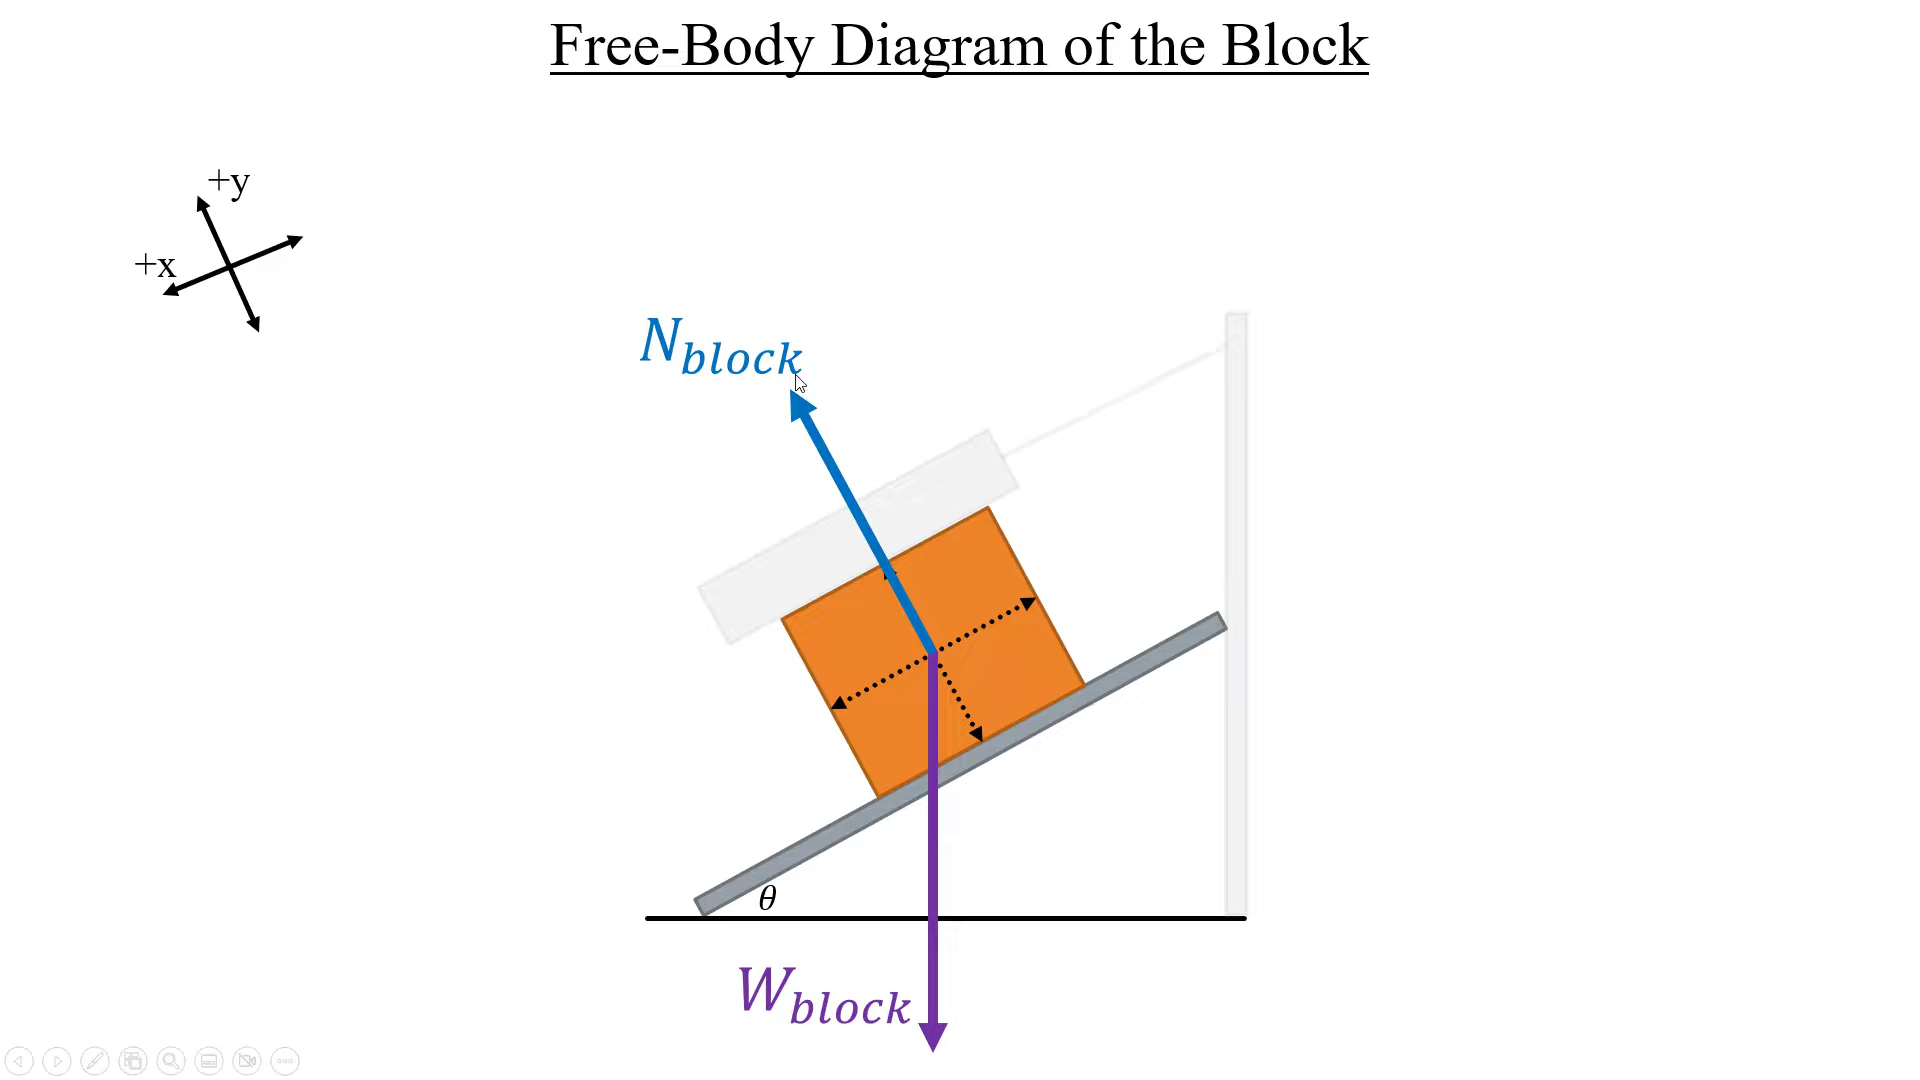 Free-Body Diagram of the Block
+y
+x
N_block
θ
W_block